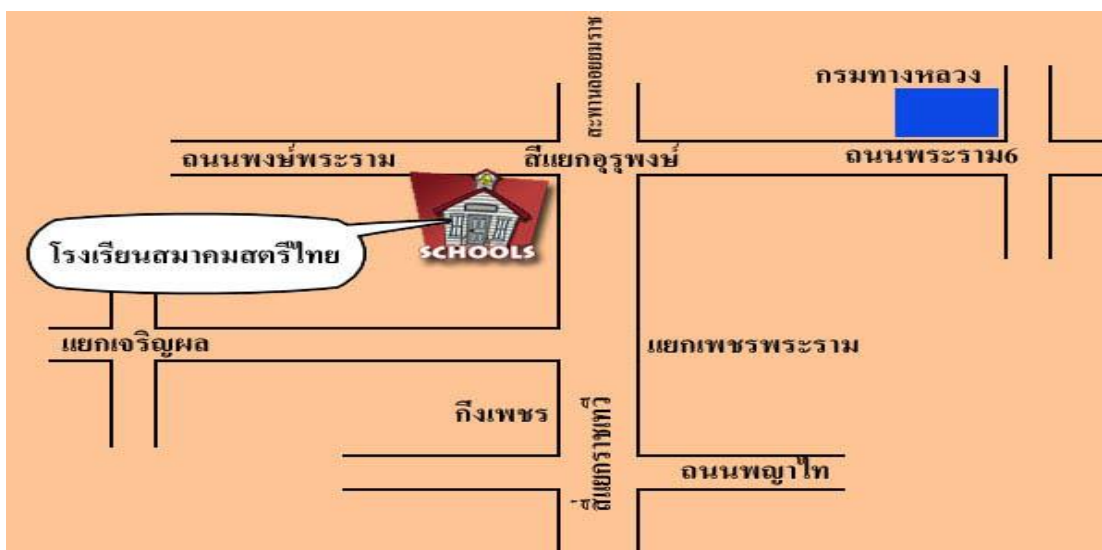 สะพานลอยยมราช
กรมทางหลวง
ถนนพงษ์พระราม
สี่แยกอุรุพงษ์
ถนนพระราม6
โรงเรียนสมาคมสตรีไทย
SCHOOLS
แยกเจริญผล
แยกเพชรพระราม
กิ่งเพชร
สี่แยกราชเทวี
ถนนพญาไท